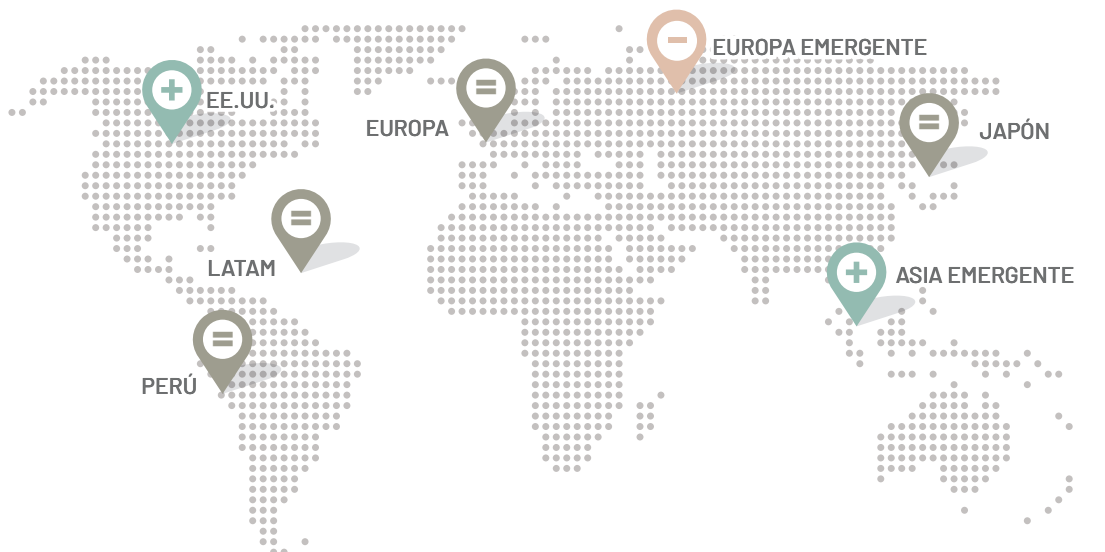 EUROPA EMERGENTE
EE.UU.
EUROPA
JAPÓN
LATAM
ASIA EMERGENTE
PERÚ